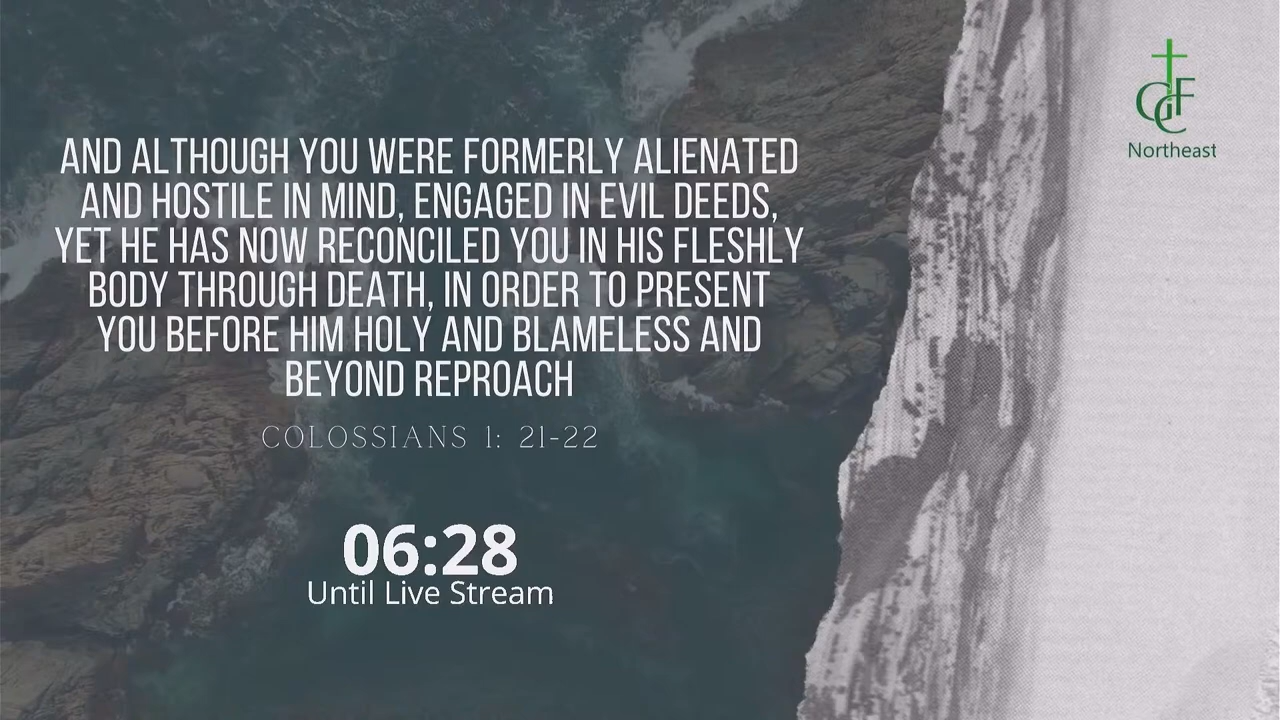 AND ALTHOUGH YOU WERE FORMERLY ALIENATED
AND HOSTILE IN MIND, ENGAGED IN EVIL DEEDS,
YET HE HAS NOW RECONCILED YOU IN HIS FLESHLY
BODY THROUGH DEATH, IN ORDER TO PRESENT
YOU BEFORE HIM HOLY AND BLAMELESS AND
BEYOND REPROACH
COLOSSIANS 1: 21-22
06:28
Until Live Stream
GCF
Northeast